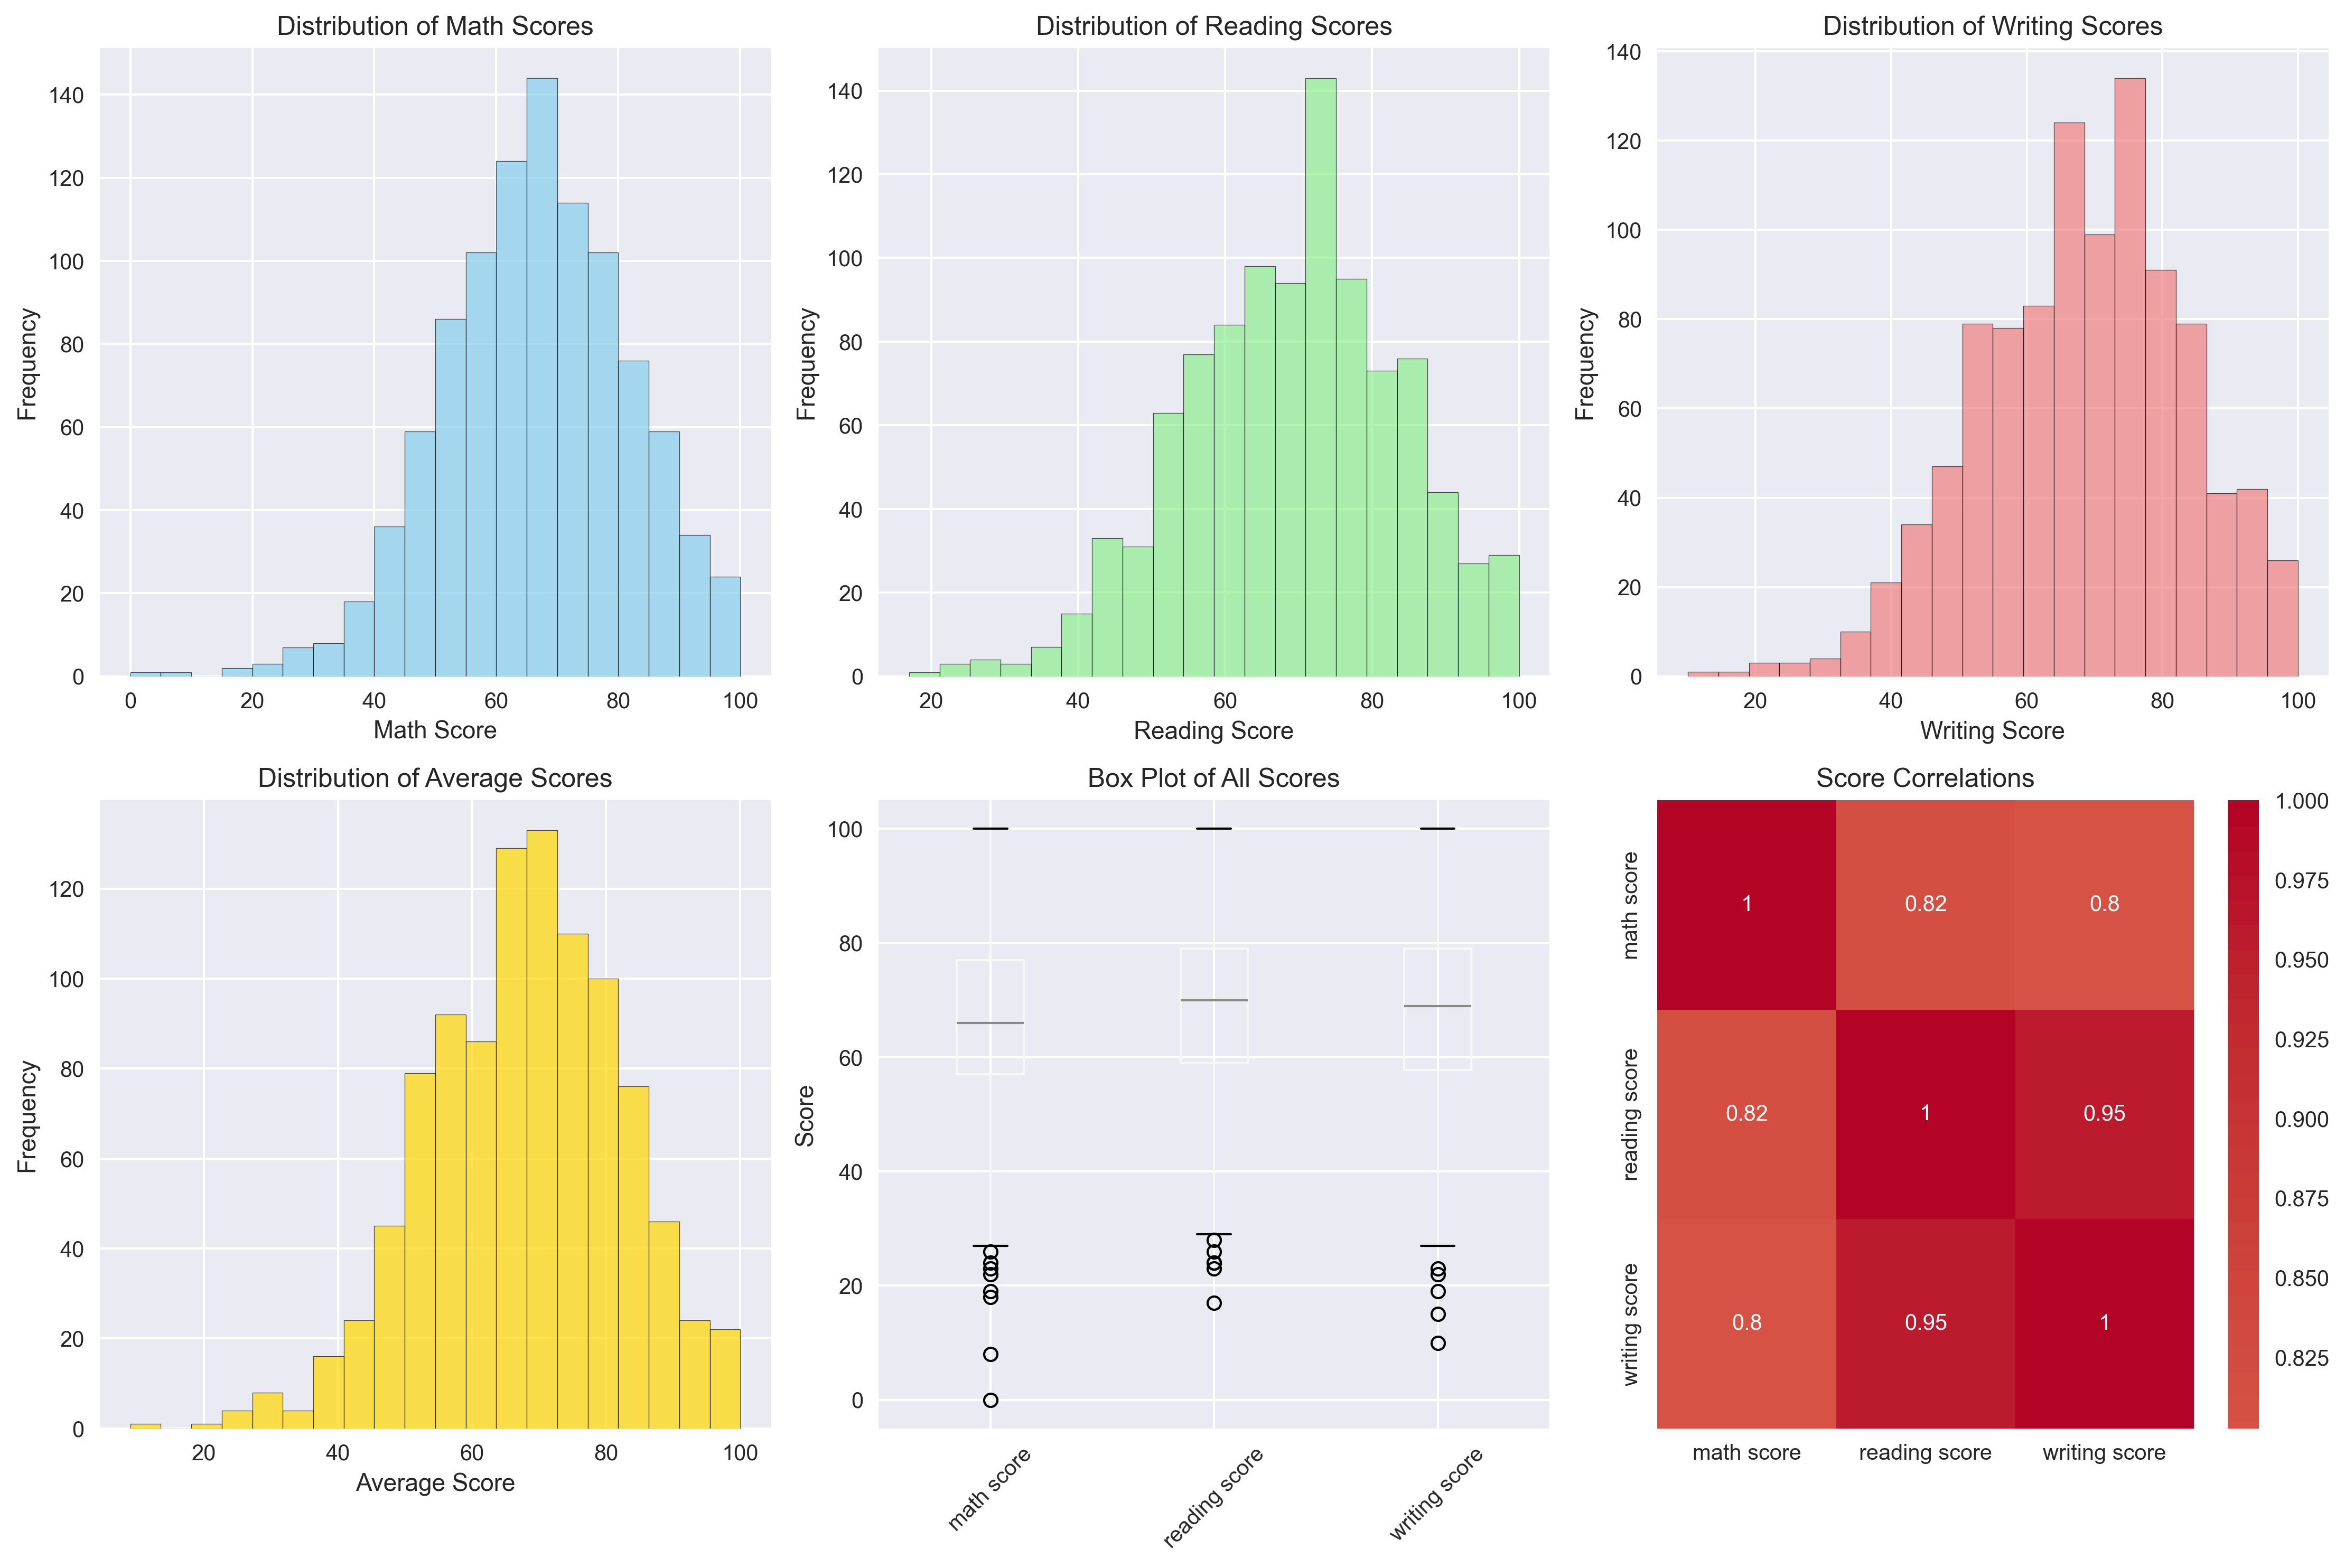 Distribution of Math Scores
140
120
100
80
60
40
20
0
Frequency
0 20 40 60 80 100
Math Score
Distribution of Reading Scores
140
120
100
80
60
40
20
0
Frequency
20 40 60 80 100
Reading Score
Distribution of Writing Scores
140
120
100
80
60
40
20
0
Frequency
20 40 60 80 100
Writing Score
Distribution of Average Scores
120
100
80
60
40
20
0
Frequency
20 40 60 80 100
Average Score
Box Plot of All Scores
100
80
60
40
20
0
Score
math score
reading score
writing score
Score Correlations
math score
reading score
writing score
1 0.82 0.8
0.82 1 0.95
0.8 0.95 1
math score reading score writing score
1.000
0.975
0.950
0.925
0.900
0.875
0.850
0.825